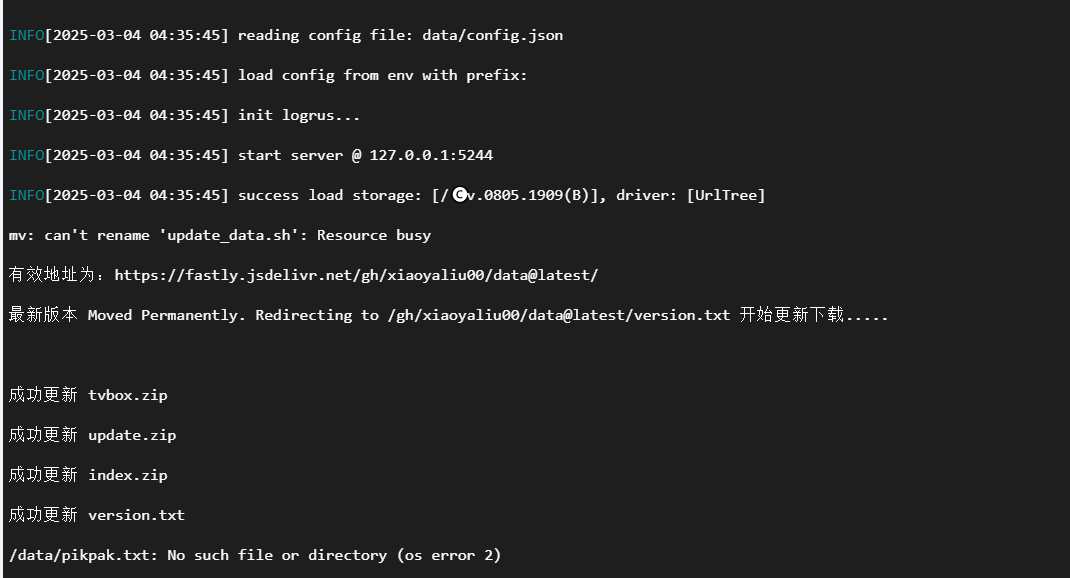 INFO[2025-03-04 04:35:45] reading config file: data/config.json
INFO[2025-03-04 04:35:45] load config from env with prefix:
INFO[2025-03-04 04:35:45] init logrus...
INFO[2025-03-04 04:35:45] start server @ 127.0.0.1:5244
INFO[2025-03-04 04:35:45] success load storage: [/©v.0805.1909(B)], driver: [UrlTree]
mv: can't rename 'update_data.sh': Resource busy
有效地址为：https://fastly.jsdelivr.net/gh/xiaoyaliu00/data@latest/
最新版本 Moved Permanently. Redirecting to /gh/xiaoyaliu00/data@latest/version.txt 开始更新下载.....
成功更新 tvbox.zip
成功更新 update.zip
成功更新 index.zip
成功更新 version.txt
/data/pikpak.txt: No such file or directory (os error 2)